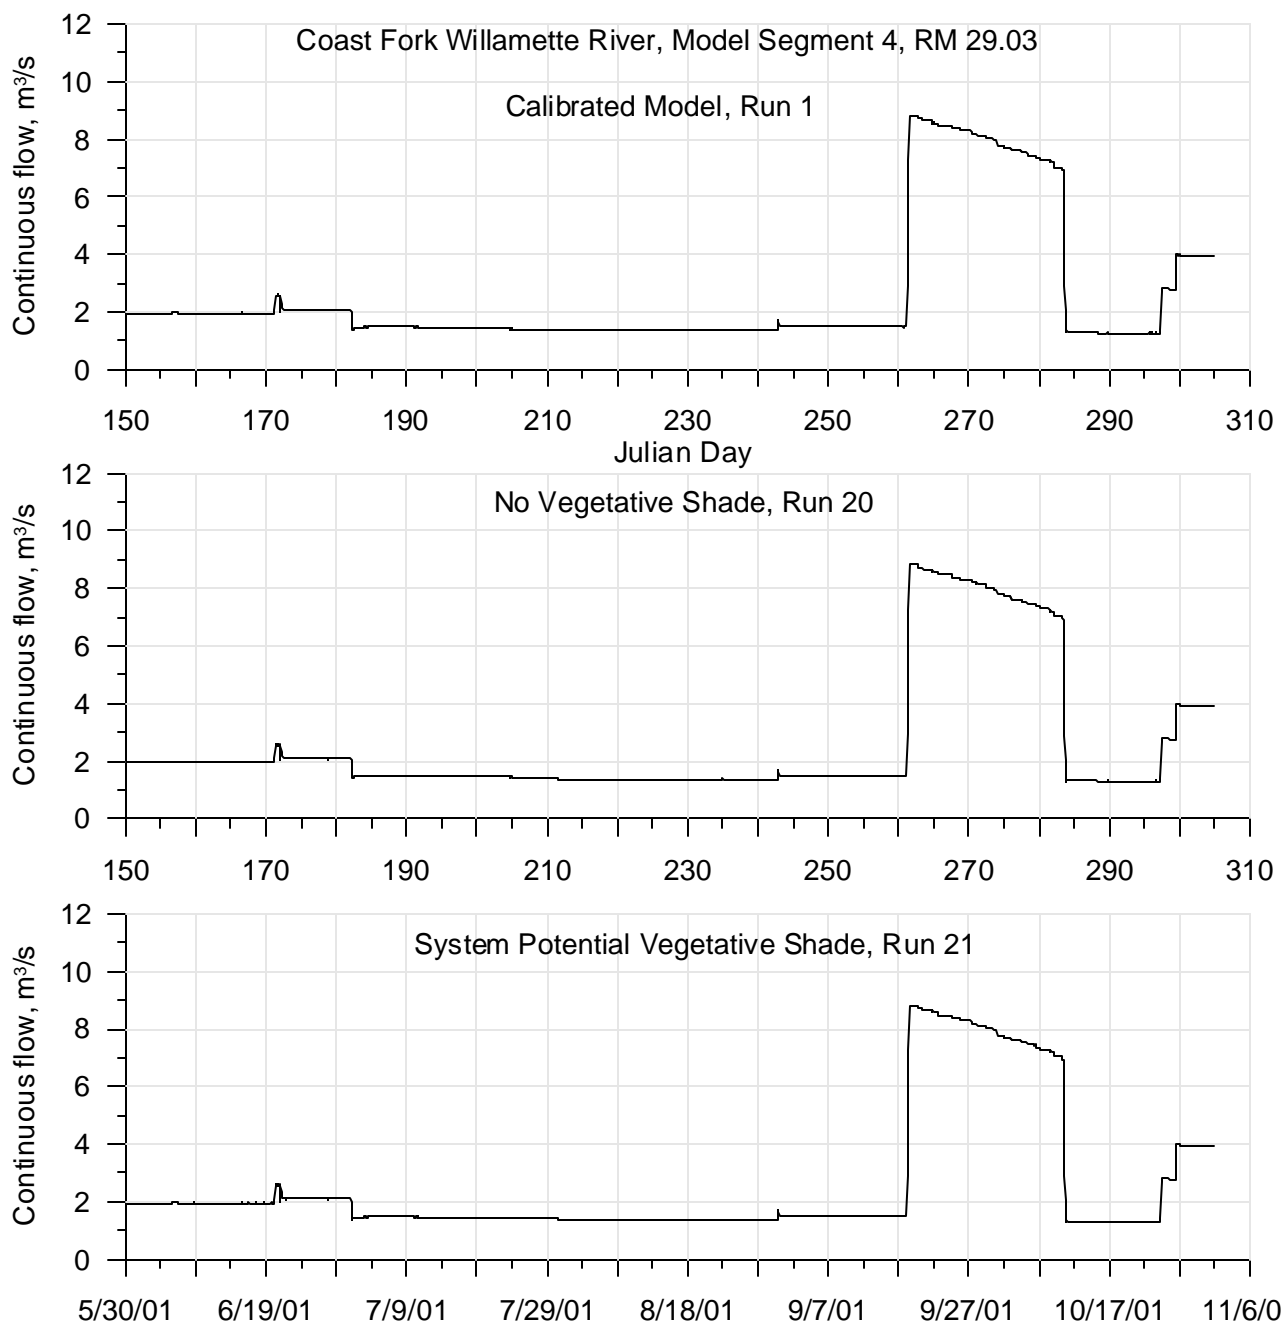 Coast Fork Willamette River, Model Segment 4, RM 29.03
Calibrated Model, Run 1
Continuous flow, m³/s
12
10
8
6
4
2
0
150 170 190 210 230 250 270 290 310
Julian Day
No Vegetative Shade, Run 20
Continuous flow, m³/s
12
10
8
6
4
2
0
150 170 190 210 230 250 270 290 310
System Potential Vegetative Shade, Run 21
Continuous flow, m³/s
12
10
8
6
4
2
0
5/30/01 6/19/01 7/9/01 7/29/01 8/18/01 9/7/01 9/27/01 10/17/01 11/6/0